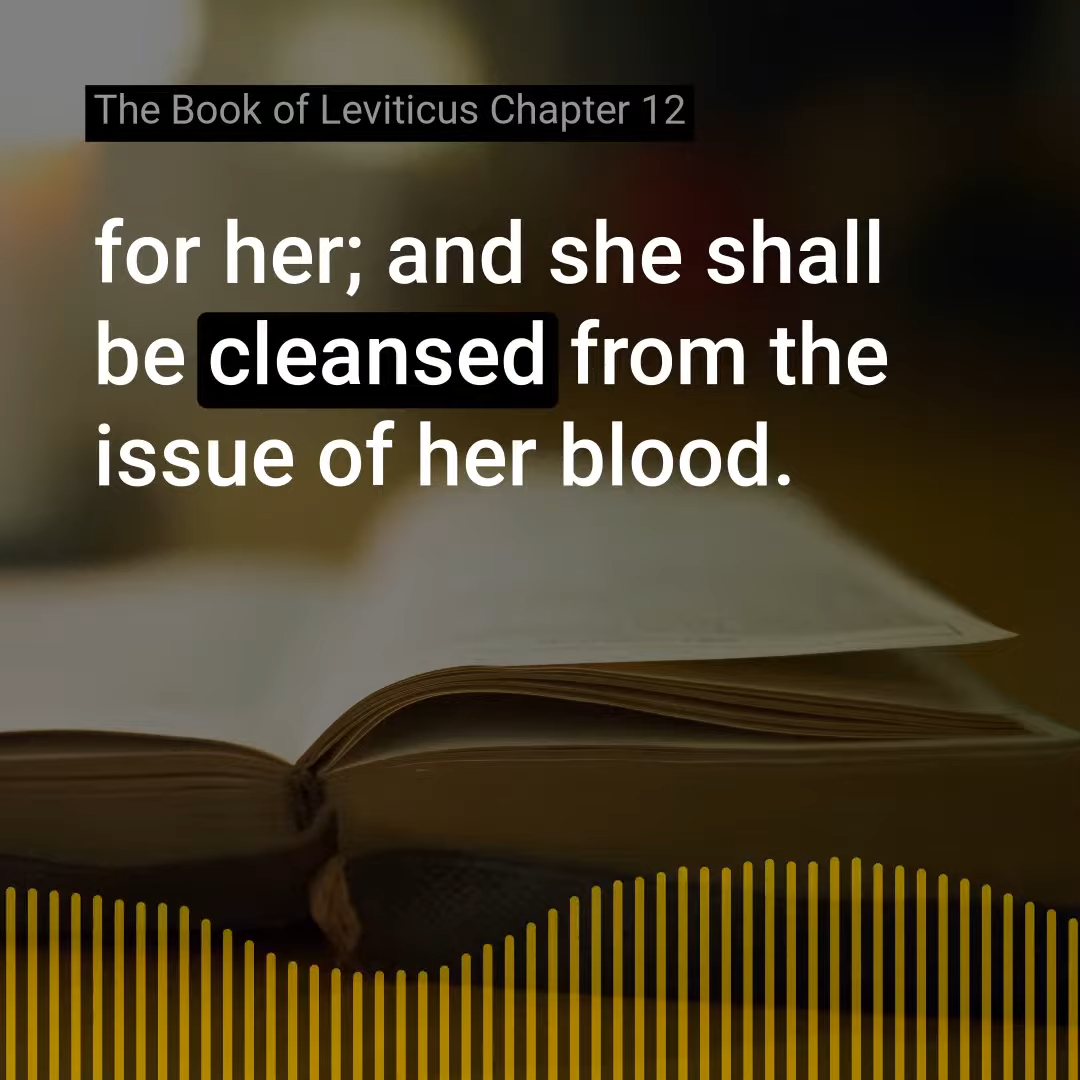 The Book of Leviticus Chapter 12
for her; and she shall
be cleansed from the
issue of her blood.